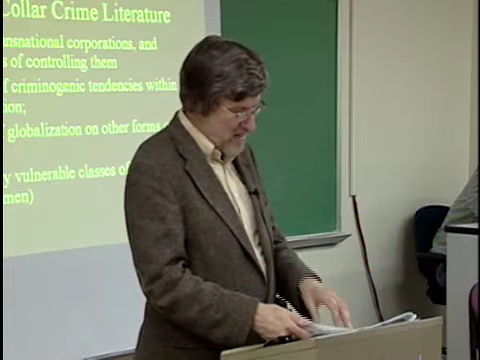 Collar Crime Literature
ansnational corporations, and
s of controlling them
f criminogenic tendencies within
ion;
f globalization on other forms
y vulnerable classes of
men)